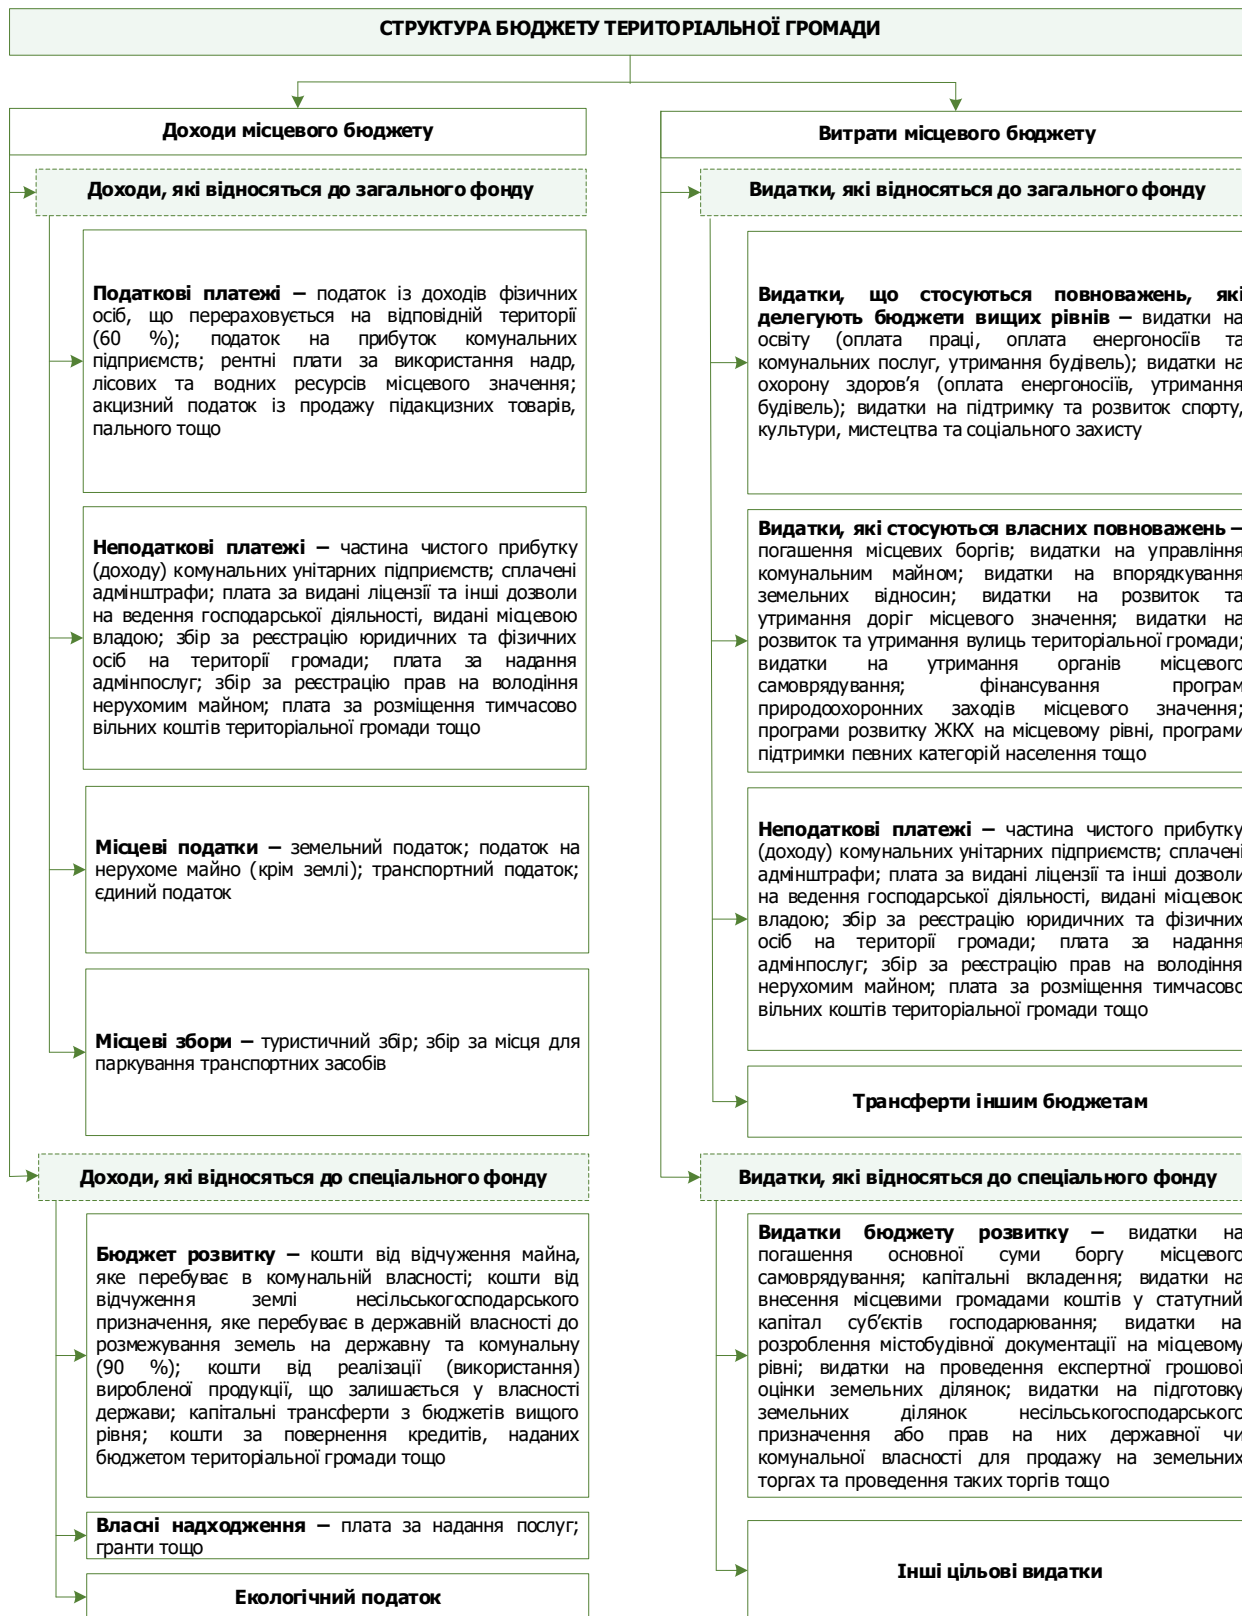 СТРУКТУРА БЮДЖЕТУ ТЕРИТОРІАЛЬНОЇ ГРОМАДИ
Доходи місцевого бюджету
Доходи, які відносяться до загального фонду
Податкові платежі – податок із доходів фізичних
осіб, що перераховується на відповідній території
(60 %); податок на прибуток комунальних
підприємств; рентні плати за використання надр,
лісових та водних ресурсів місцевого значення;
акцизний податок із продажу підакцизних товарів,
пального тощо
Неподаткові платежі – частина чистого прибутку
(доходу) комунальних унітарних підприємств; сплачені
адмінштрафи; плата за видані ліцензії та інші дозволи
на ведення господарської діяльності, видані місцевою
владою; збір за реєстрацію юридичних та фізичних
осіб на території громади; плата за надання
адмінпослуг; збір за реєстрацію прав на володіння
нерухомим майном; плата за розміщення тимчасово
вільних коштів територіальної громади тощо
Місцеві податки – земельний податок; податок на
нерухоме майно (крім землі); транспортний податок;
єдиний податок
Місцеві збори – туристичний збір; збір за місця для
паркування транспортних засобів
Доходи, які відносяться до спеціального фонду
Бюджет розвитку – кошти від відчуження майна,
яке перебуває в комунальній власності; кошти від
відчуження землі несільськогосподарського
призначення, яке перебуває в державній власності до
розмежування земель на державну та комунальну
(90 %); кошти від реалізації (використання)
виробленої продукції, що залишається у власності
держави; капітальні трансферти з бюджетів вищого
рівня; кошти за повернення кредитів, наданих
бюджетом територіальної громади тощо
Власні надходження – плата за надання послуг;
гранти тощо
Екологічний податок
Витрати місцевого бюджету
Видатки, які відносяться до загального фонду
Видатки, що стосуються повноважень, які
делегують бюджети вищих рівнів – видатки на
освіту (оплата праці, оплата енергоносіїв та
комунальних послуг, утримання будівель); видатки на
охорону здоров’я (оплата енергоносіїв, утримання
будівель); видатки на підтримку та розвиток спорту,
культури, мистецтва та соціального захисту
Видатки, які стосуються власних повноважень –
погашення місцевих боргів; видатки на управління
комунальним майном; видатки на впорядкування
земельних відносин; видатки на розвиток та
утримання доріг місцевого значення; видатки на
розвиток та утримання вулиць територіальної громади;
видатки на утримання органів місцевого
самоврядування; фінансування програм
природоохоронних заходів місцевого значення;
програми розвитку ЖКХ на місцевому рівні, програми
підтримки певних категорій населення тощо
Неподаткові платежі – частина чистого прибутку
(доходу) комунальних унітарних підприємств; сплачені
адмінштрафи; плата за видані ліцензії та інші дозволи
на ведення господарської діяльності, видані місцевою
владою; збір за реєстрацію юридичних та фізичних
осіб на території громади; плата за надання
адмінпослуг; збір за реєстрацію прав на володіння
нерухомим майном; плата за розміщення тимчасово
вільних коштів територіальної громади тощо
Трансферти іншим бюджетам
Видатки, які відносяться до спеціального фонду
Видатки бюджету розвитку – видатки на
погашення основної суми боргу місцевого
самоврядування; капітальні вкладення; видатки на
внесення місцевими громадами коштів у статутний
капітал суб’єктів господарювання; видатки на
розроблення містобудівної документації на місцевому
рівні; видатки на проведення експертної грошової
оцінки земельних ділянок; видатки на підготовку
земельних ділянок несільськогосподарського
призначення або прав на них державної чи
комунальної власності для продажу на земельних
торгах та проведення таких торгів тощо
Інші цільові видатки